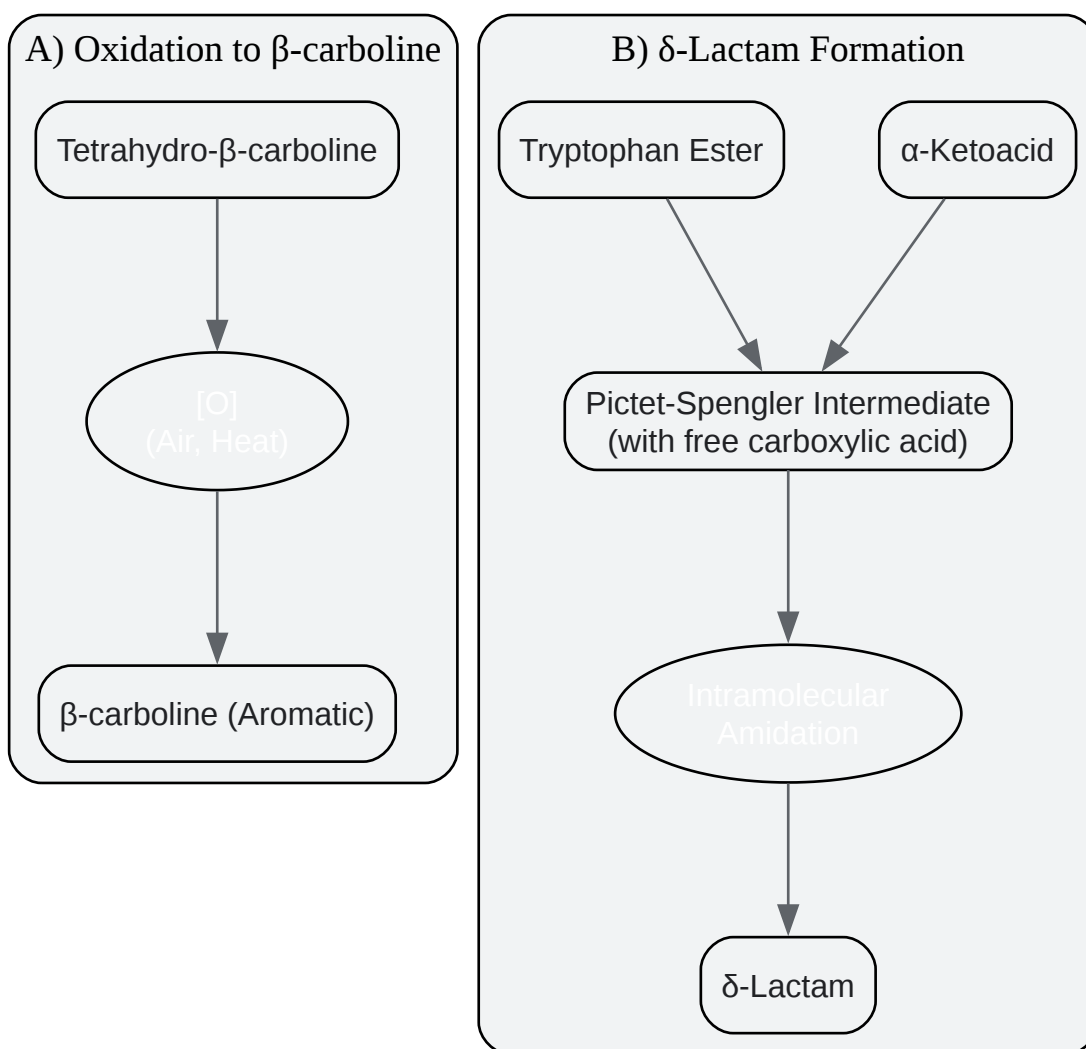 A) Oxidation to β-carboline
Tetrahydro-β-carboline
[O]
(Air, Heat)
β-carboline (Aromatic)
B) δ-Lactam Formation
Tryptophan Ester
α-Ketoacid
Pictet-Spengler Intermediate
(with free carboxylic acid)
Intramolecular
Amidation
δ-Lactam